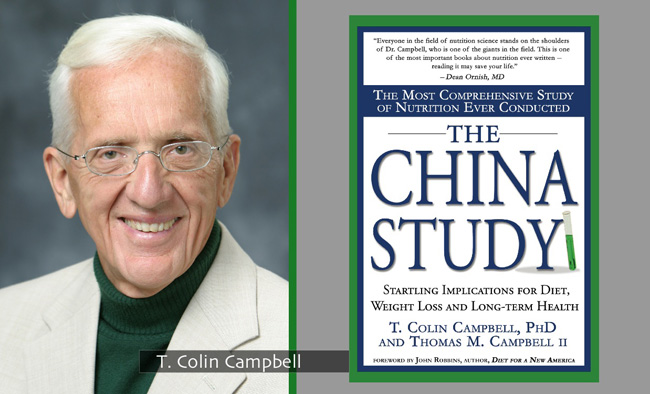 T. Colin Campbell
"Everyone in the field of nutrition science stands on the shoulders
of Dr. Campbell, who is one of the giants in the field. This is one
of the most important books about nutrition ever written –
reading is may save your life."
– Dean Ornish, MD
The Most Comprehensive Study
of Nutrition Ever Conducted
THE
CHINA
STUDY
Startling Implications for Diet,
Weight Loss and Long-term Health
T. Colin Campbell, PhD
and Thomas M. Campbell II
foreword by John Robbins, author, Diet for a New America